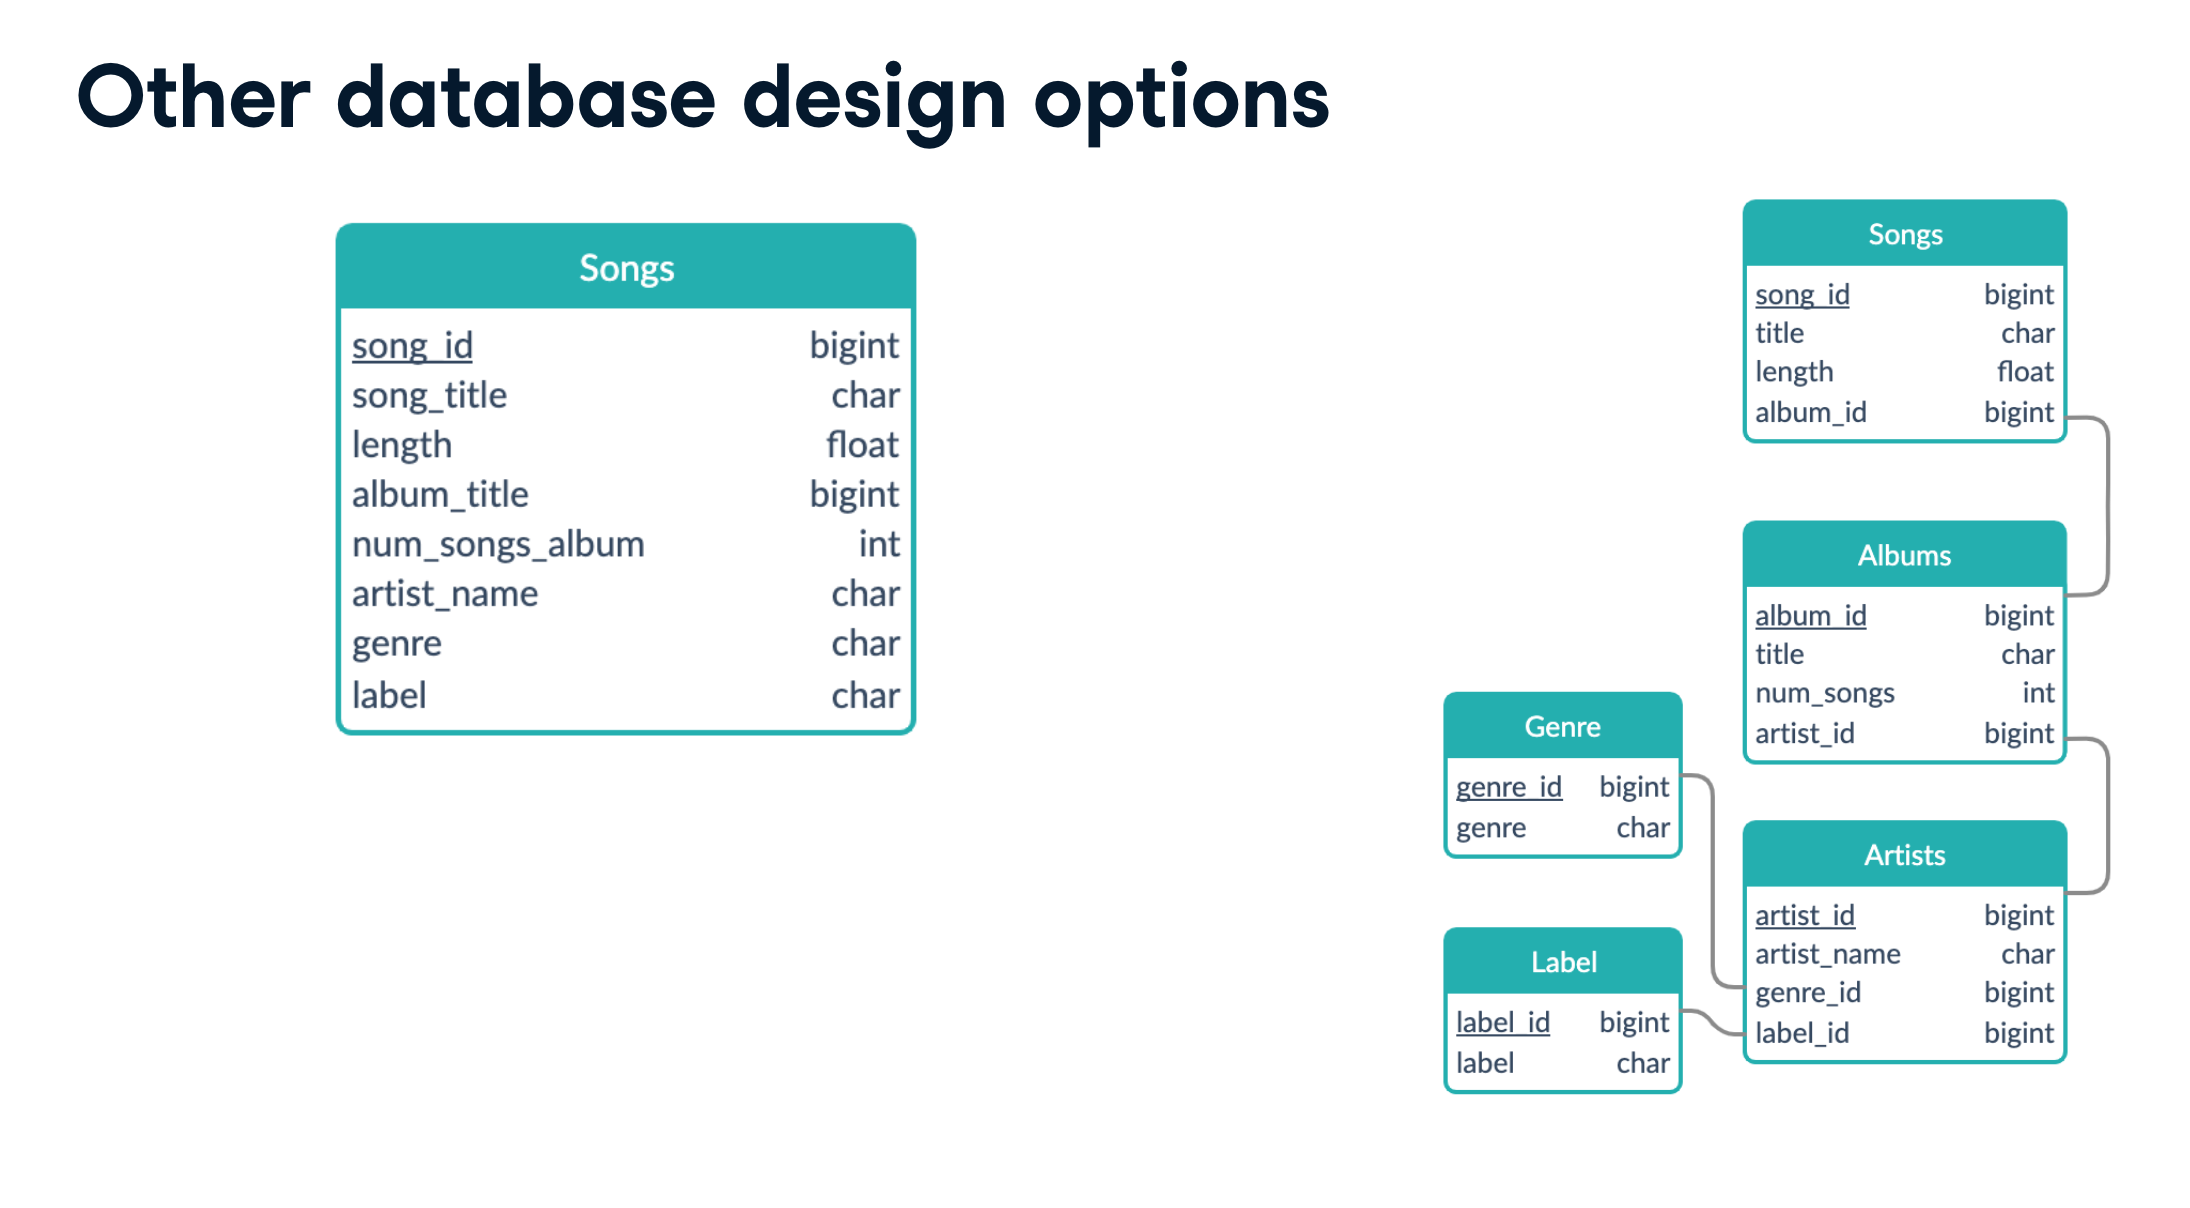 Other database design options
Songs
song_id bigint
song_title char
length float
album_title bigint
num_songs_album int
artist_name char
genre char
label char
Songs
song_id bigint
title char
length float
album_id bigint
Albums
album_id bigint
title char
num_songs int
artist_id bigint
Genre
genre_id bigint
genre char
Artists
artist_id bigint
artist_name char
genre_id bigint
label_id bigint
Label
label_id bigint
label char